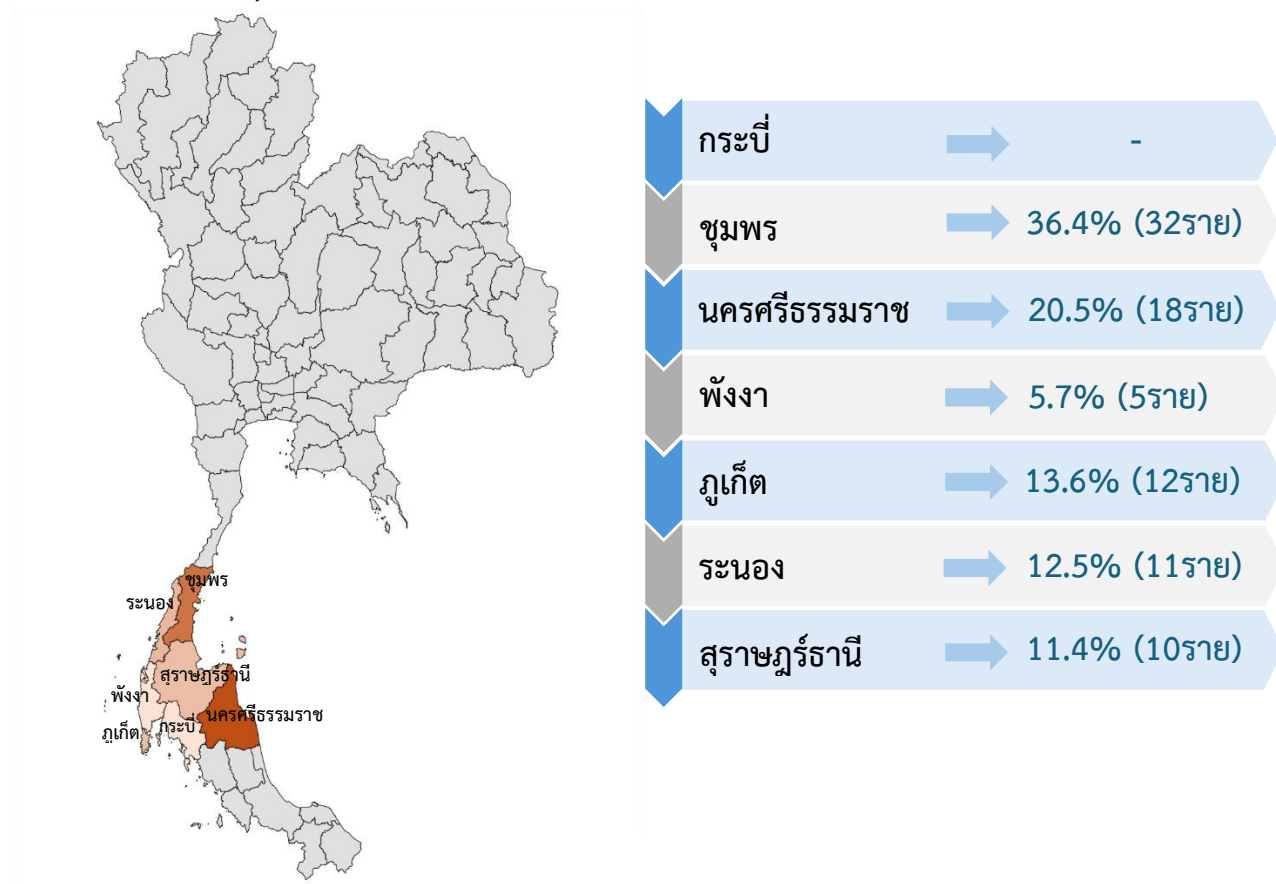 ชุมพร
ระนอง
สุราษฎร์ธานี
พังงา
นครศรีธรรมราช
ภูเก็ต
กระบี่
กระบี่ -
ชุมพร 36.4% (32ราย)
นครศรีธรรมราช 20.5% (18ราย)
พังงา 5.7% (5ราย)
ภูเก็ต 13.6% (12ราย)
ระนอง 12.5% (11ราย)
สุราษฎร์ธานี 11.4% (10ราย)